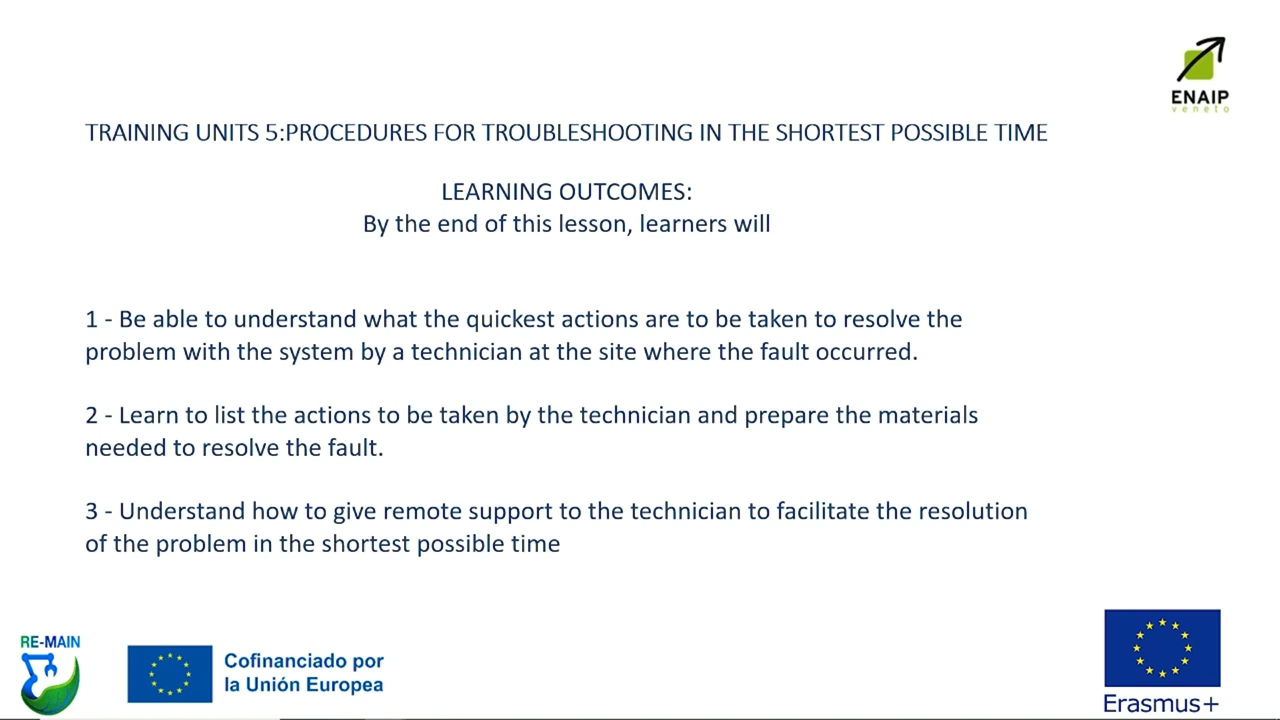 ENAIP
veneto
TRAINING UNITS 5:PROCEDURES FOR TROUBLESHOOTING IN THE SHORTEST POSSIBLE TIME
LEARNING OUTCOMES:
By the end of this lesson, learners will
1 - Be able to understand what the quickest actions are to be taken to resolve the
problem with the system by a technician at the site where the fault occurred.
2 - Learn to list the actions to be taken by the technician and prepare the materials
needed to resolve the fault.
3 - Understand how to give remote support to the technician to facilitate the resolution
of the problem in the shortest possible time
RE-MAIN
Cofinanciado por
la Unión Europea
Erasmus+